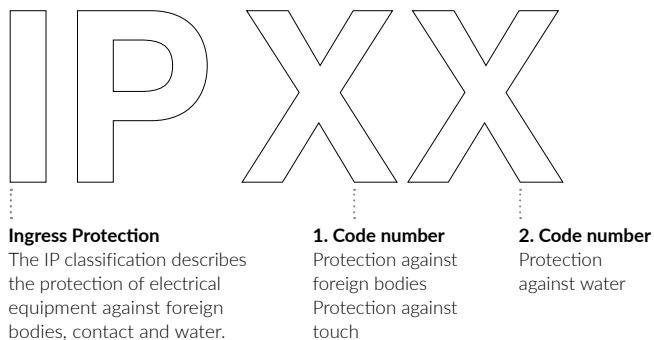 IPXX
Ingress Protection
The IP classification describes
the protection of electrical
equipment against foreign
bodies, contact and water.
1. Code number
Protection against
foreign bodies
Protection against
touch
2. Code number
Protection
against water